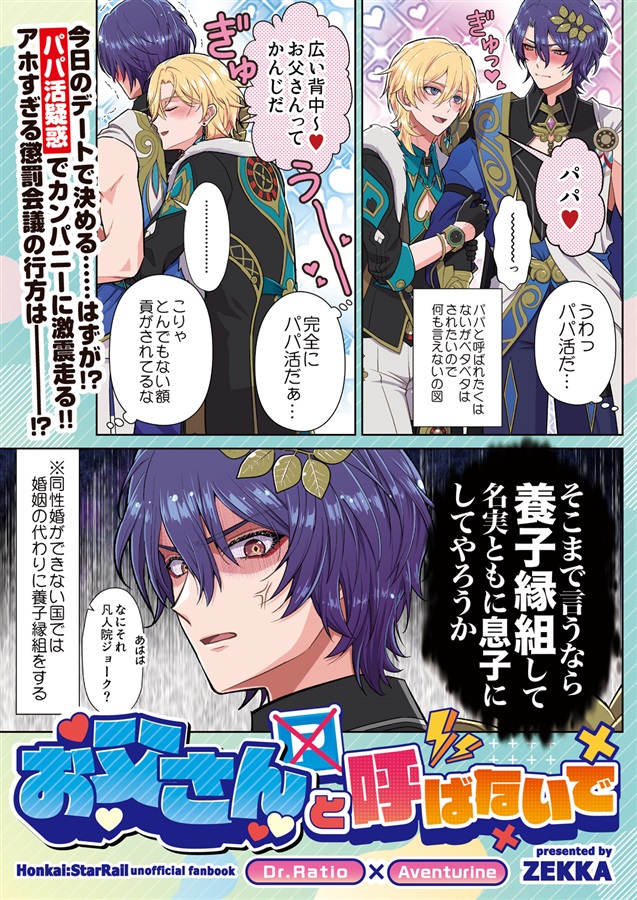 ぎゅっ♡
パパ♡
〜〜〜〜っ
うわっ
パパ活だ…
パパと呼ばれたくは
ないがベタベタは
されたいので
何も言えないの図
ぎゅ
うーーー
広い背中〜♡
お父さんって
かんじだ
………
完全に
パパ活だぁ…
こりゃ
とんでもない額
貢がされてるな
今日のデートで決める……はずが!?
パパ活疑惑でカンパニーに激震走る!!
アホすぎる懲罰会議の行方は———!?
そこまで言うなら
養子縁組して
名実ともに息子に
してやろうか
あはは
なにそれ
凡人院ジョーク?
※同性婚ができない国では
婚姻の代わりに養子縁組をする
お父さんと呼ばないで
Honkai:StarRail unofficial fanbook
Dr.Ratio × Aventurine
presented by
ZEKKA